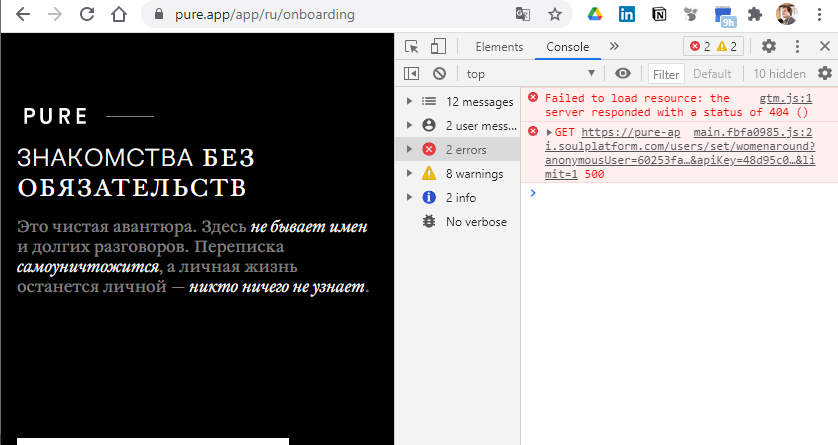 pure.app/app/ru/onboarding
9h
Elements
Console
2
2
top
Filter
Default
10 hidden
PURE
ЗНАКОМСТВА БЕЗ
ОБЯЗАТЕЛЬСТВ
Это чистая авантюра. Здесь не бывает имен
и долгих разговоров. Переписка
самоуничтожится, а личная жизнь
останется личной — никто ничего не узнает.
12 messages
2 user mess...
2 errors
8 warnings
2 info
No verbose
Failed to load resource: the gtm.js:1
server responded with a status of 404 ()
GET https://pure-ap main.fbfa0985.js:2
i.soulplatform.com/users/set/womenaround?
anonymousUser=60253fa…&apiKey=48d95c0…&li
mit=1 500